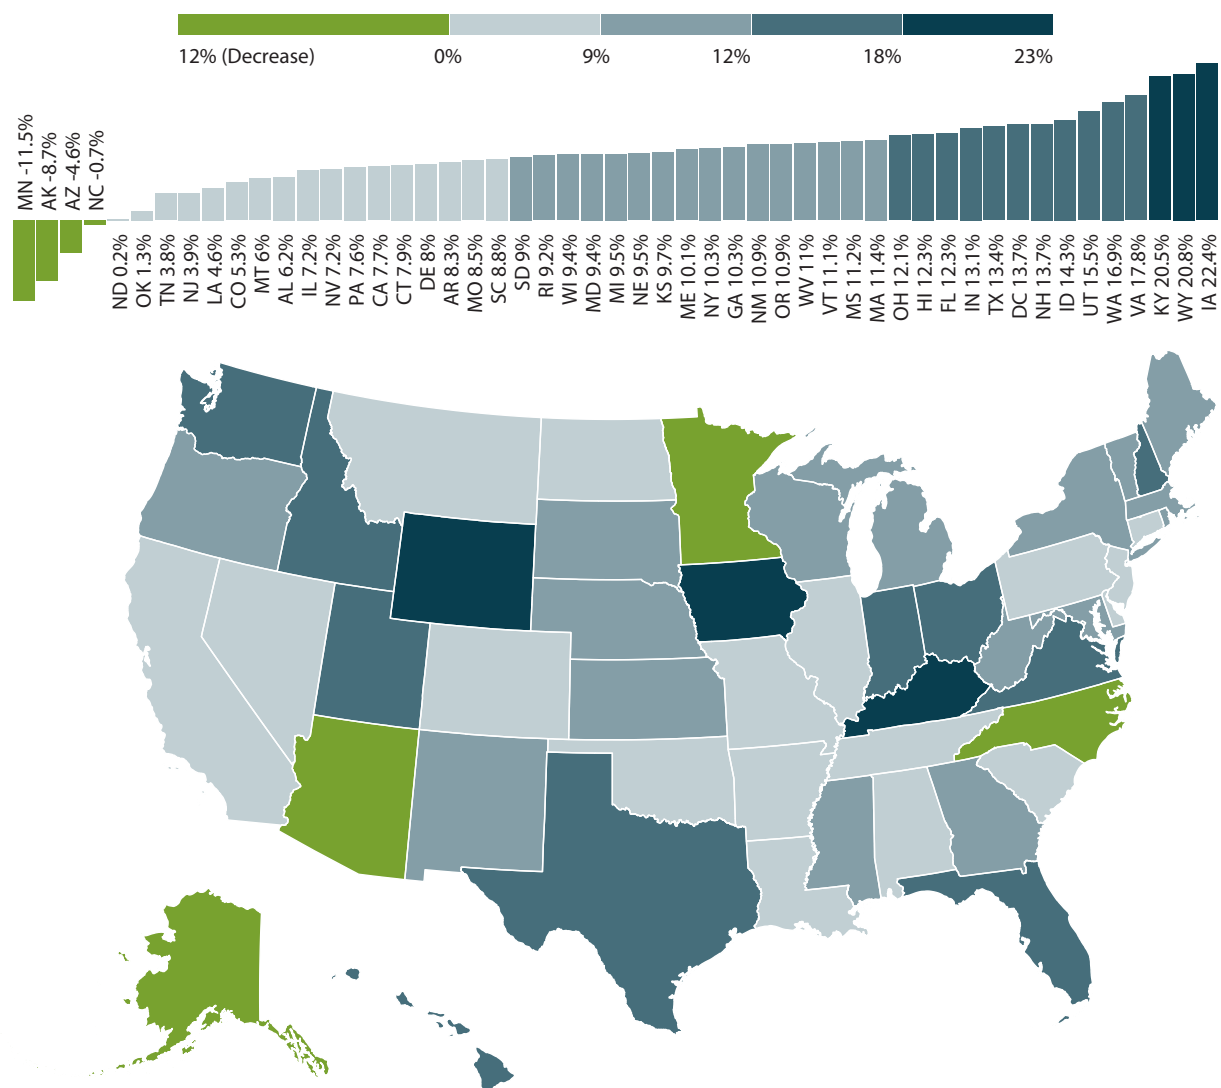 12% (Decrease)
0%
9%
12%
18%
23%
MN -11.5%
AK -8.7%
AZ -4.6%
NC -0.7%
ND 0.2%
OK 1.3%
TN 3.8%
NJ 3.9%
LA 4.6%
CO 5.3%
MT 6%
AL 6.2%
IL 7.2%
NV 7.2%
PA 7.6%
CA 7.7%
CT 7.9%
DE 8%
AR 8.3%
MO 8.5%
SC 8.8%
SD 9%
RI 9.2%
WI 9.4%
MD 9.4%
MI 9.5%
NE 9.5%
KS 9.7%
ME 10.1%
NY 10.3%
GA 10.3%
NM 10.9%
OR 10.9%
WV 11%
VT 11.1%
MS 11.2%
MA 11.4%
OH 12.1%
HI 12.3%
FL 12.3%
IN 13.1%
TX 13.4%
DC 13.7%
NH 13.7%
ID 14.3%
UT 15.5%
WA 16.9%
VA 17.8%
KY 20.5%
WY 20.8%
IA 22.4%